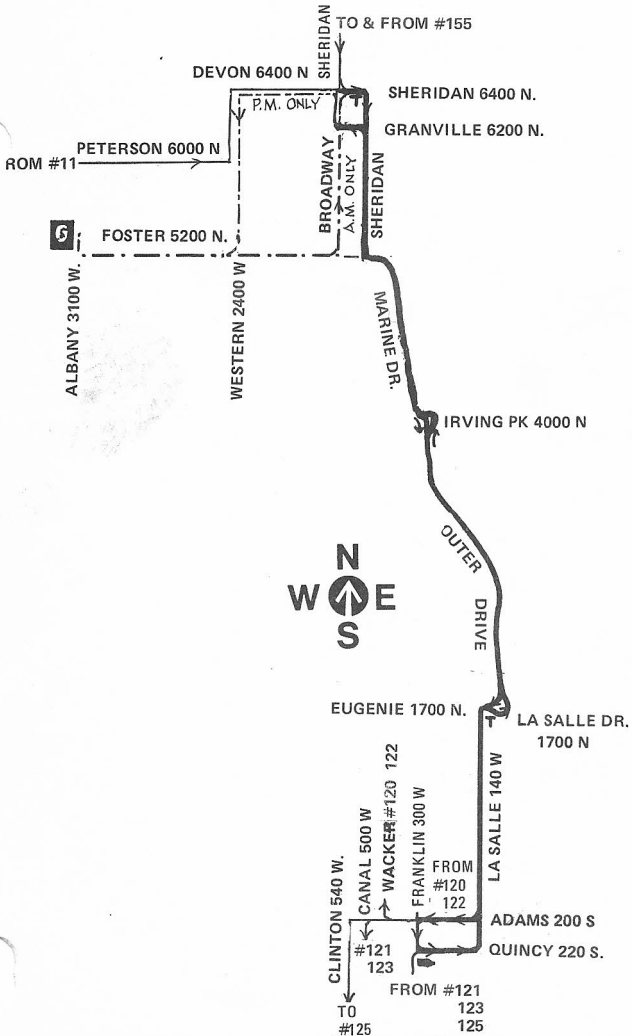 TO & FROM #155
SHERIDAN
DEVON 6400 N
P.M. ONLY
SHERIDAN 6400 N.
GRANVILLE 6200 N.
PETERSON 6000 N
ROM #11
BROADWAY
A.M. ONLY
SHERIDAN
FOSTER 5200 N.
ALBANY 3100 W.
WESTERN 2400 W
MARINE DR.
IRVING PK 4000 N
OUTER
DRIVE
N
W E
S
EUGENIE 1700 N.
T
LA SALLE DR.
1700 N
LA SALLE 140 W
CLINTON 540 W.
CANAL 500 W
WACKER #120 122
FRANKLIN 300 W
FROM
#120
122
ADAMS 200 S
QUINCY 220 S.
#121
123
FROM #121
123
125
TO
#125